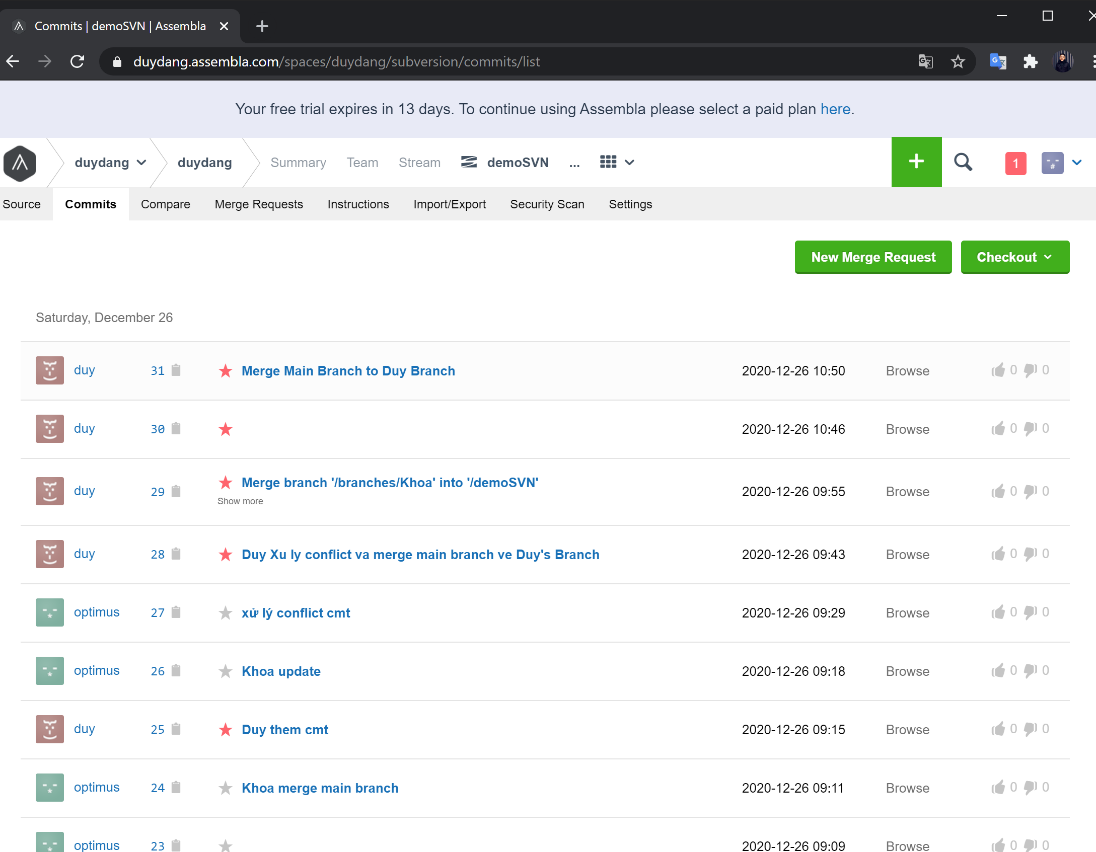 Commits | demoSVN | Assembla
duydang.assembla.com/spaces/duydang/subversion/commits/list
Your free trial expires in 13 days. To continue using Assembla please select a paid plan here.
duydang duydang Summary Team Stream demoSVN ... + 1
Source Commits Compare Merge Requests Instructions Import/Export Security Scan Settings
New Merge Request Checkout
Saturday, December 26
duy 31 Merge Main Branch to Duy Branch 2020-12-26 10:50 Browse 0 0
duy 30 2020-12-26 10:46 Browse 0 0
duy 29 Merge branch '/branches/Khoa' into '/demoSVN' 2020-12-26 09:55 Browse 0 0
Show more
duy 28 Duy Xu ly conflict va merge main branch ve Duy's Branch 2020-12-26 09:43 Browse 0 0
optimus 27 xử lý conflict cmt 2020-12-26 09:29 Browse 0 0
optimus 26 Khoa update 2020-12-26 09:18 Browse 0 0
duy 25 Duy them cmt 2020-12-26 09:15 Browse 0 0
optimus 24 Khoa merge main branch 2020-12-26 09:11 Browse 0 0
optimus 23 2020-12-26 09:09 Browse 0 0